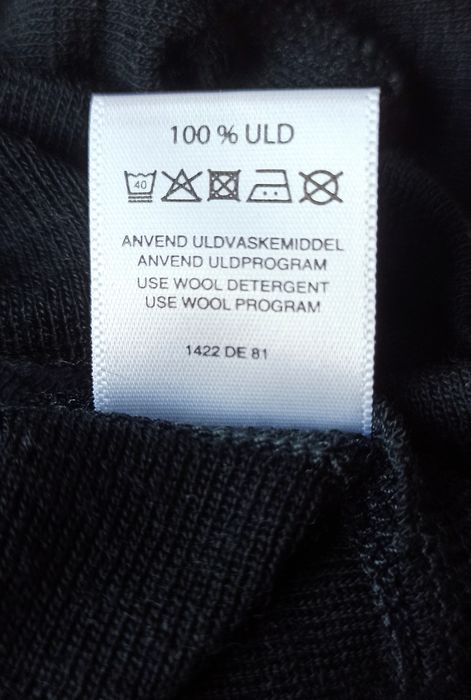 100 % ULD
40
ANVEND ULDVASKEMIDDEL
ANVEND ULDPROGRAM
USE WOOL DETERGENT
USE WOOL PROGRAM
1422 DE 81